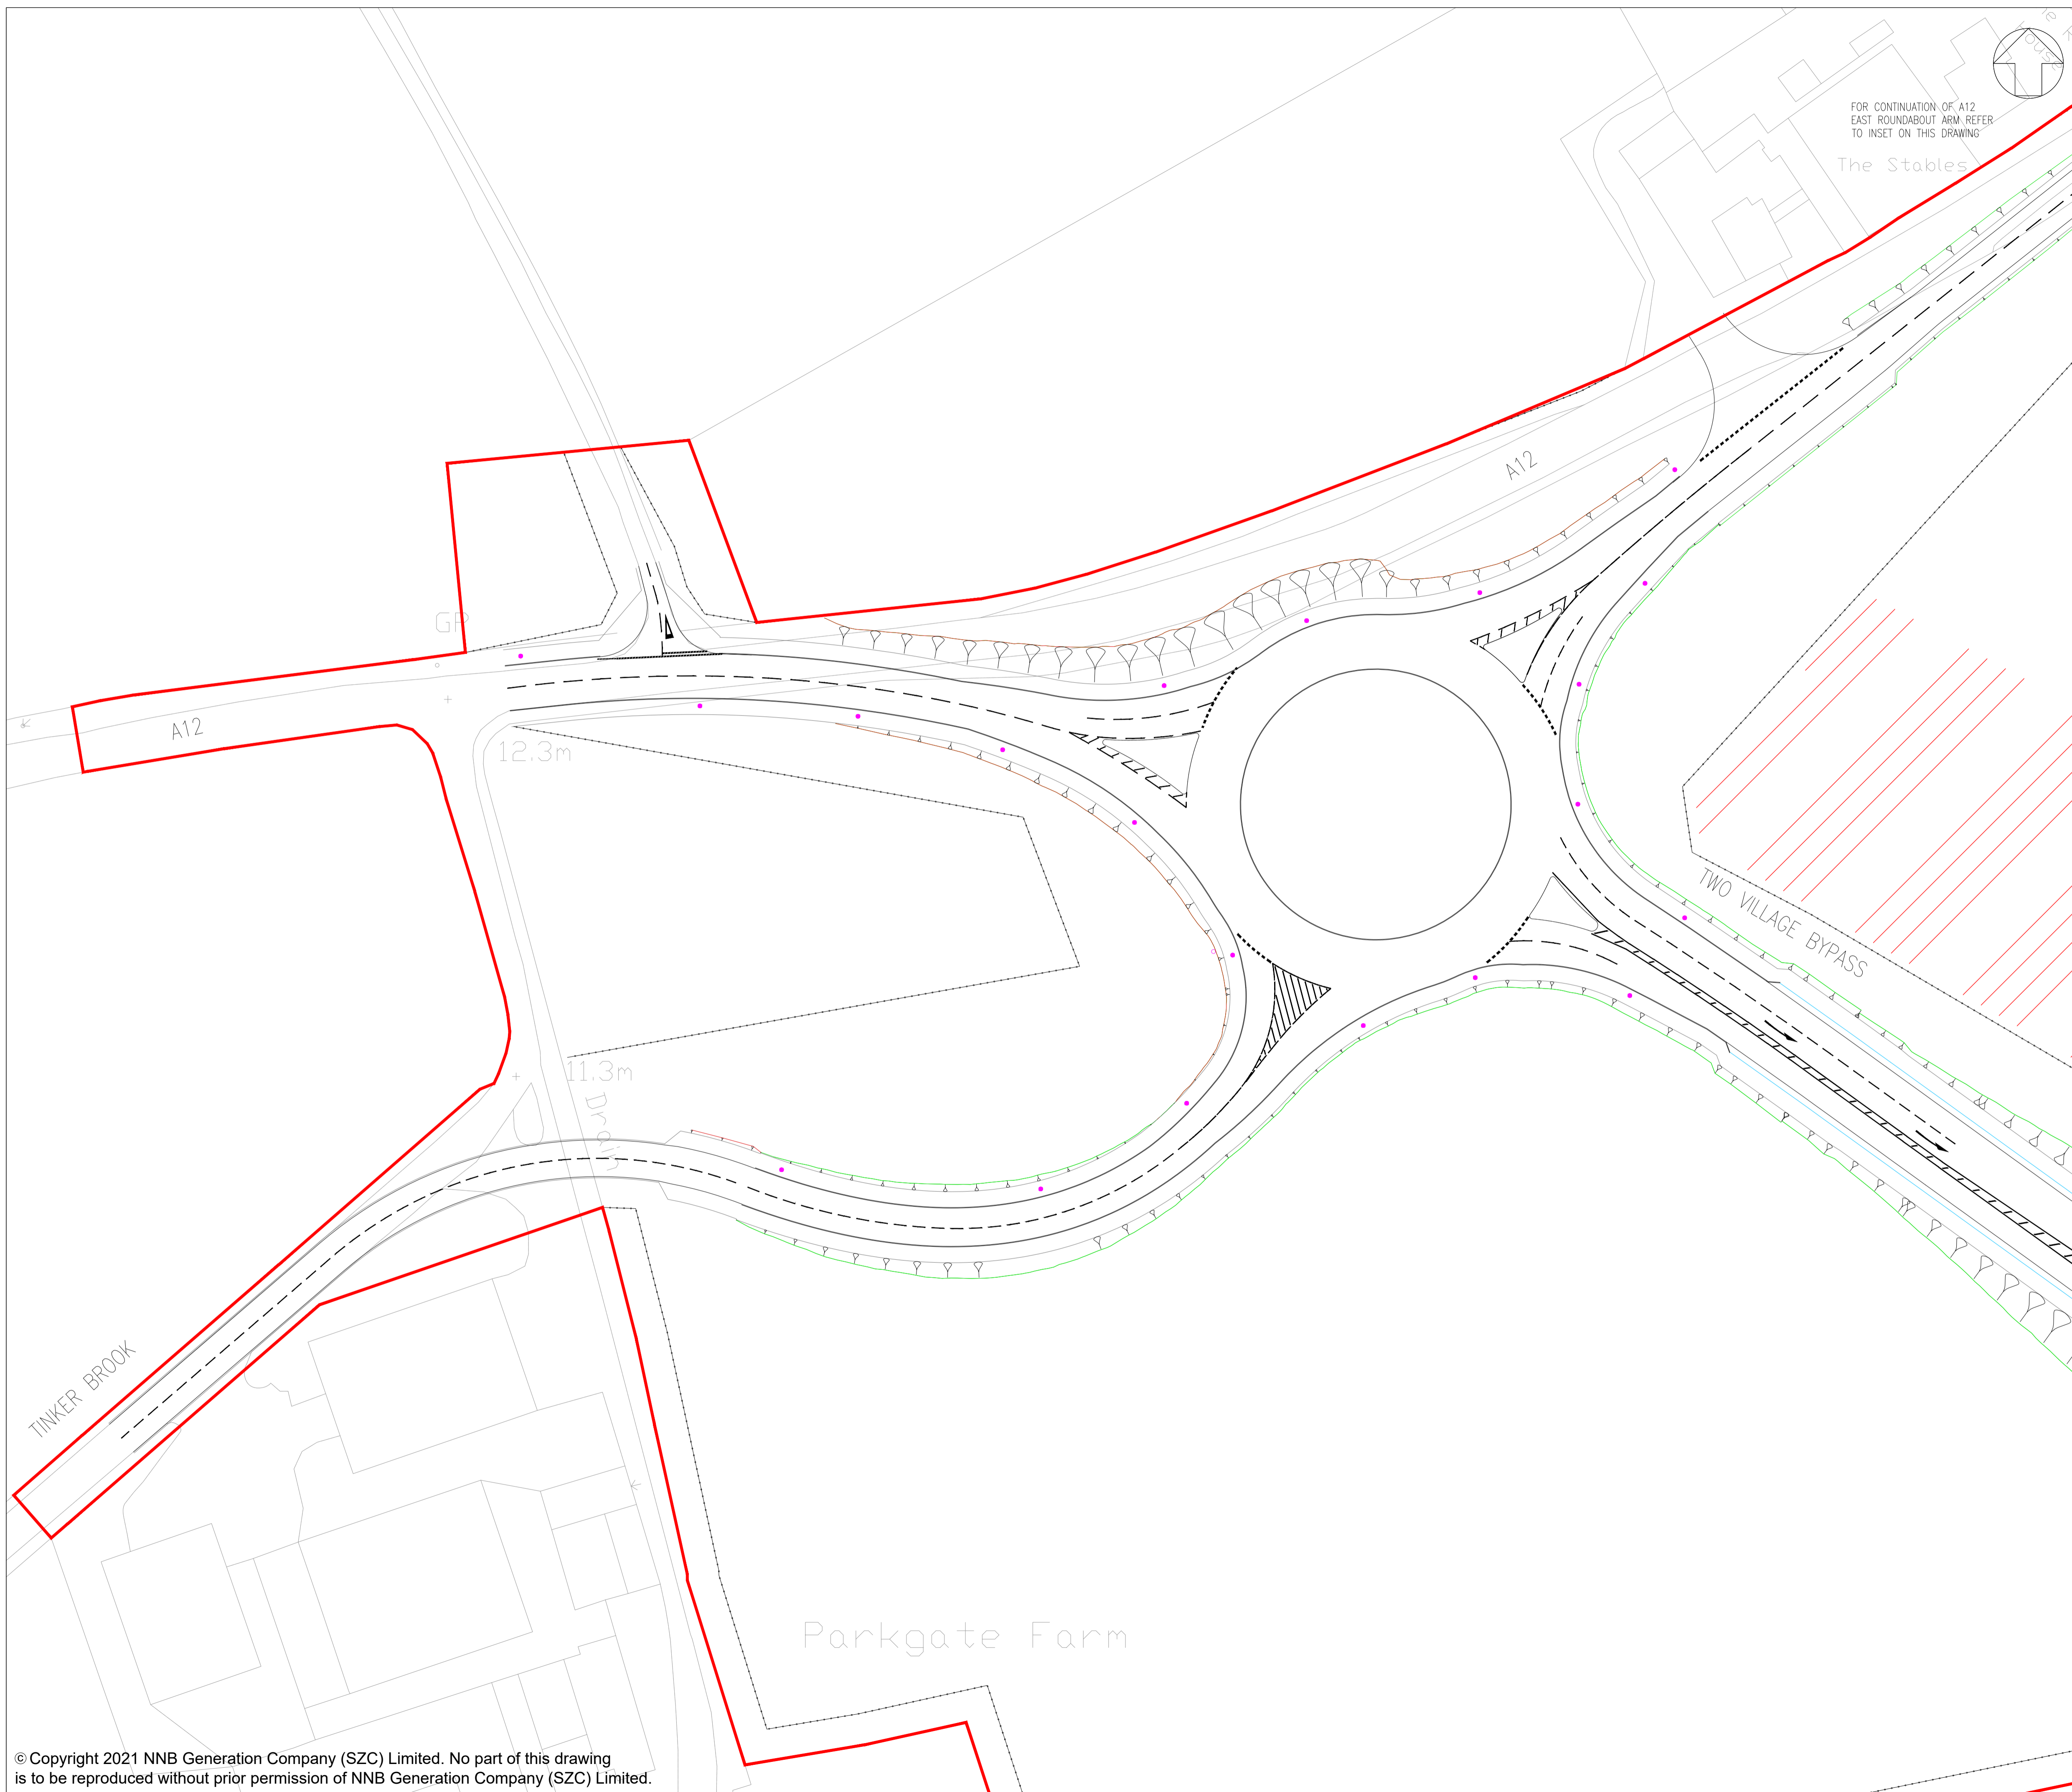 FOR CONTINUATION OF A12
EAST ROUNDABOUT ARM REFER
TO INSET ON THIS DRAWING
The Stables
A12
GP
A12
12.3m
TWO VILLAGE BYPASS
11.3m
Drain
TINKER BROOK
Parkgate Farm
© Copyright 2021 NNB Generation Company (SZC) Limited. No part of this drawing
is to be reproduced without prior permission of NNB Generation Company (SZC) Limited.